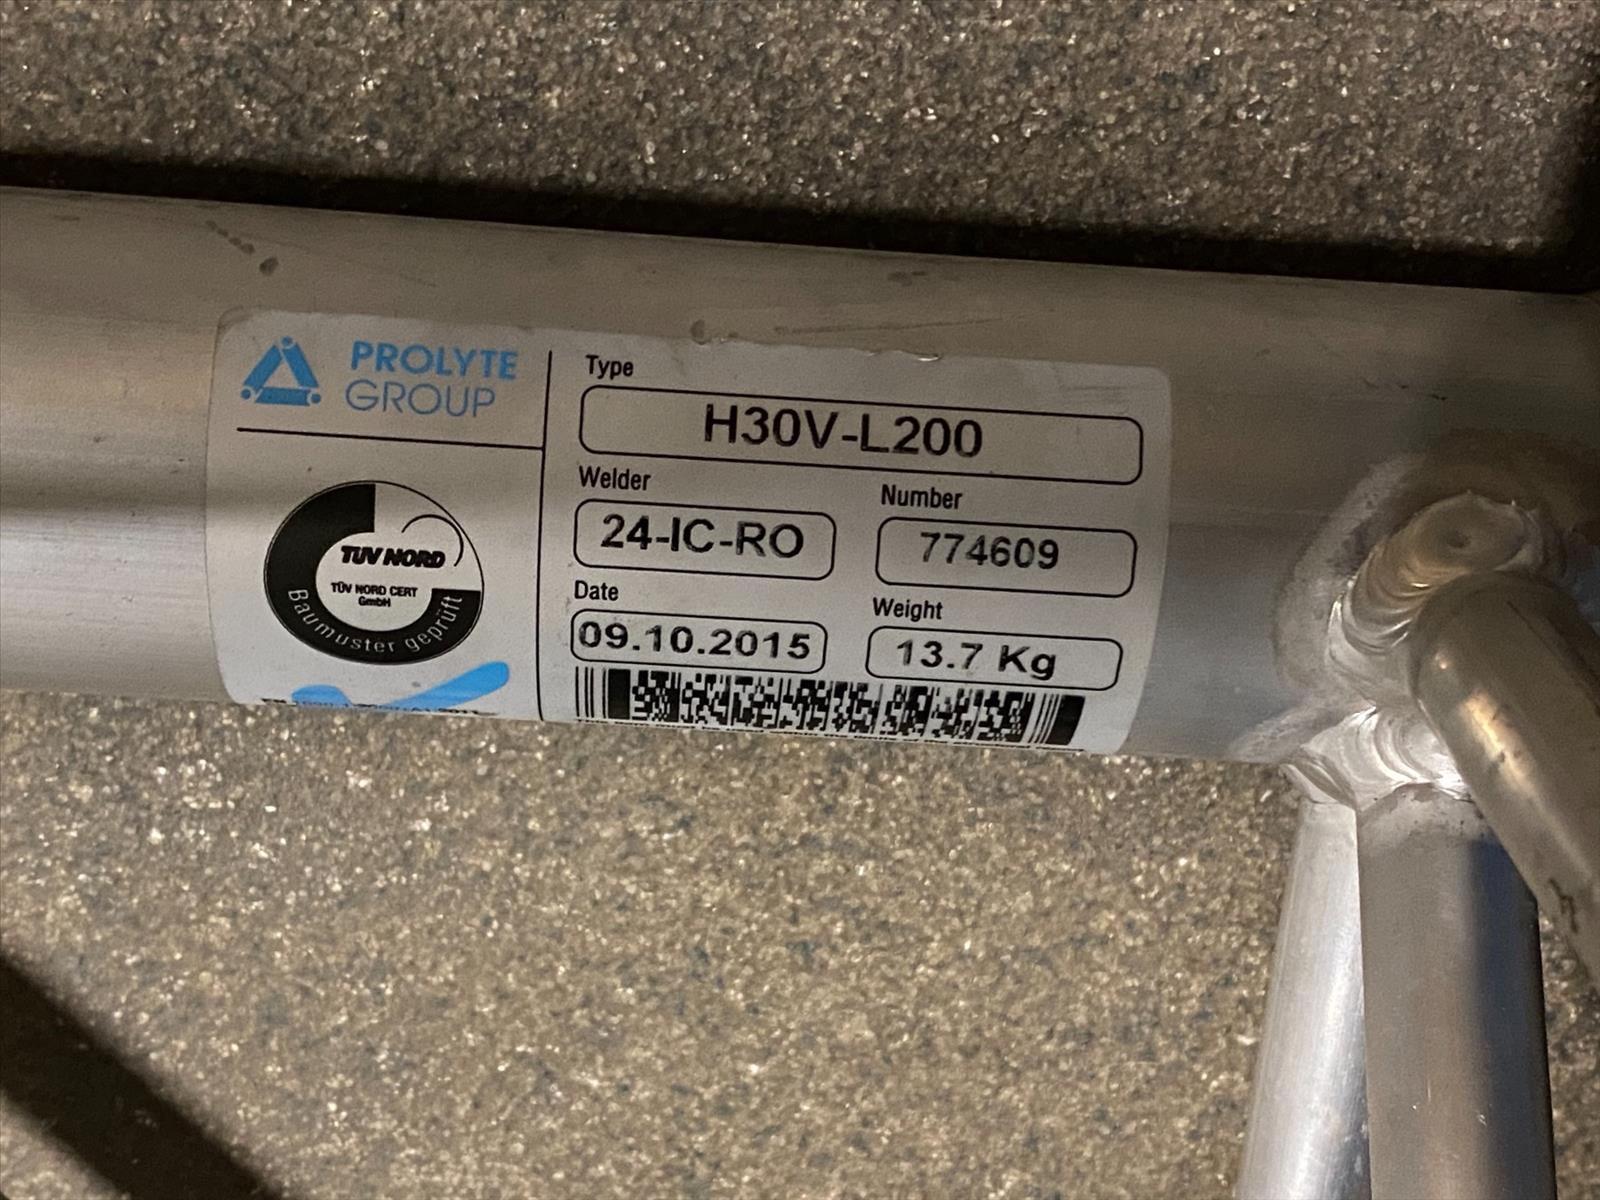 PROLYTE
GROUP
TUV NORD
TÜV NORD CERT
GmbH
Baumuster geprüft
Type
H30V-L200
Welder
24-IC-RO
Number
774609
Date
09.10.2015
Weight
13.7 Kg